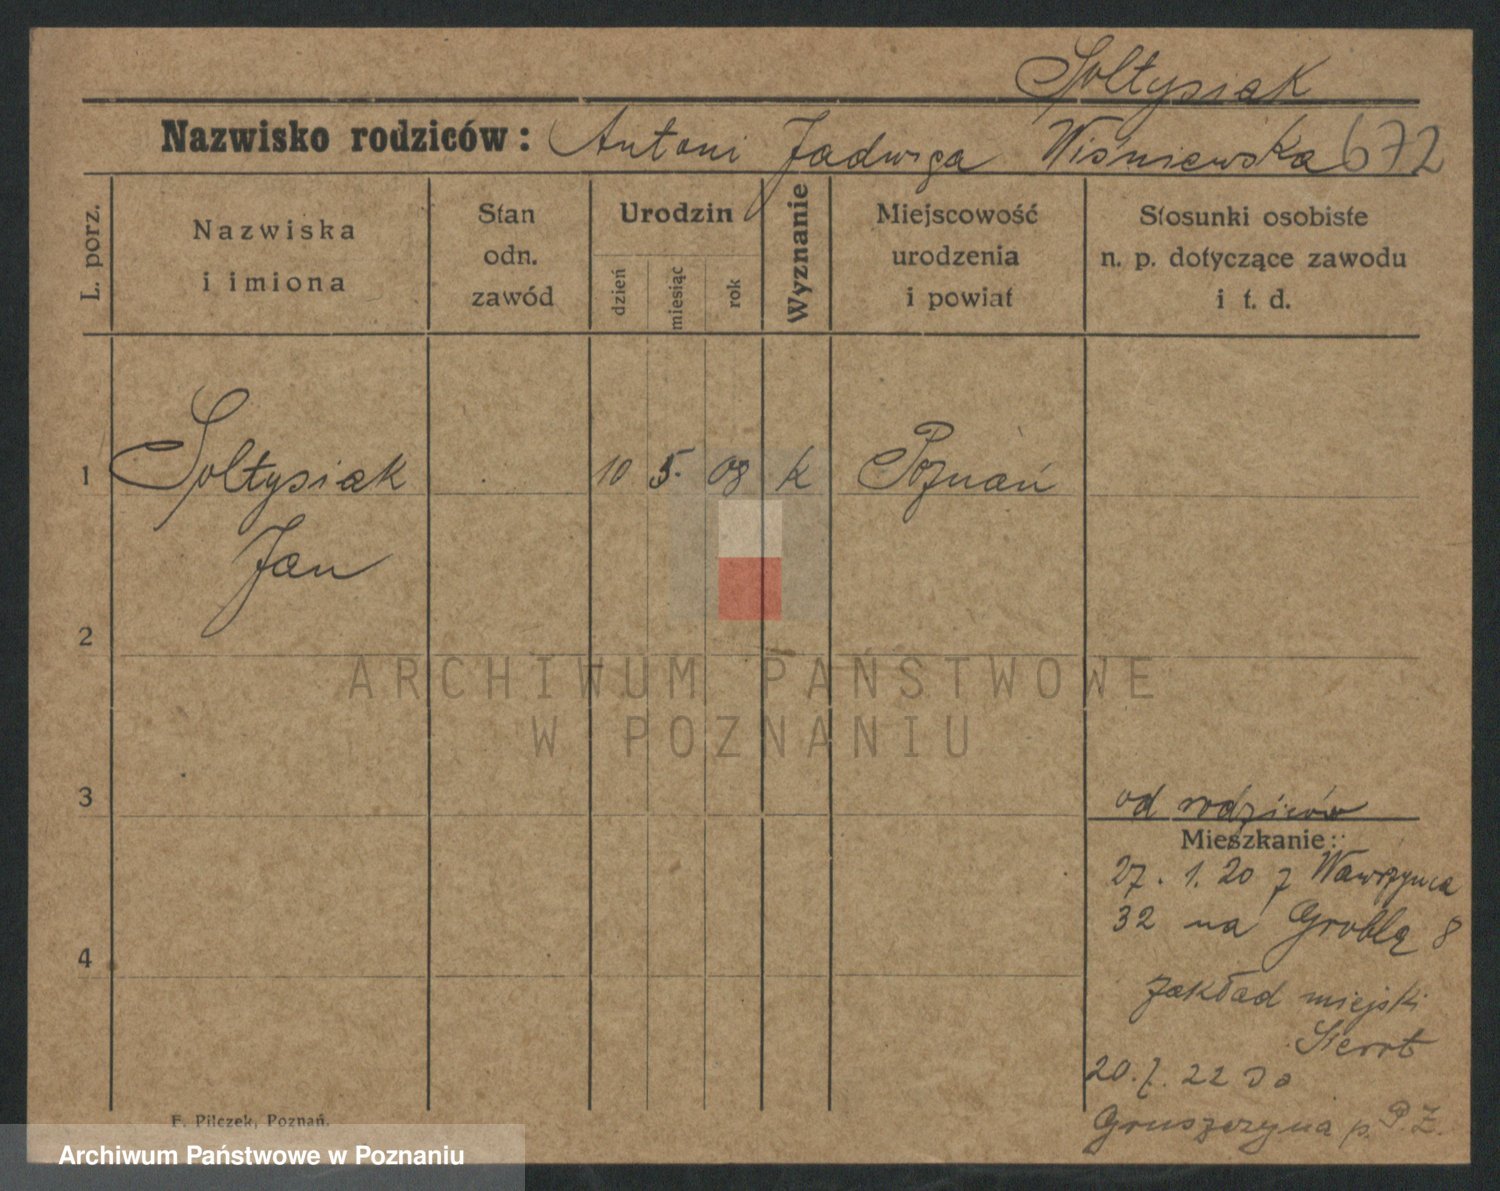 Sołtysiak
Nazwisko rodziców: Antoni Jadwiga Wiśniewska 672
L. porz.
Nazwiska
i imiona
Stan
odn.
zawód
Urodzin
dzień
miesiąc
rok
Wyznanie
Miejscowość
urodzenia
i powiat
Stosunki osobiste
n. p. dotyczące zawodu
i t. d.
1 Sołtysiak 10 5. 08 k Poznań
Jan
2
ARCHIWUM PAŃSTWOWE
W POZNANIU
3
od rodziców
Mieszkanie:
27. 1. 20 z Wawrzyńca
32 na Groblą 8
4
zakład miejski
Sierot
20. 7. 22 do
Gruszczyna p. P. Z.
F. Pilczek, Poznań.
Archiwum Państwowe w Poznaniu